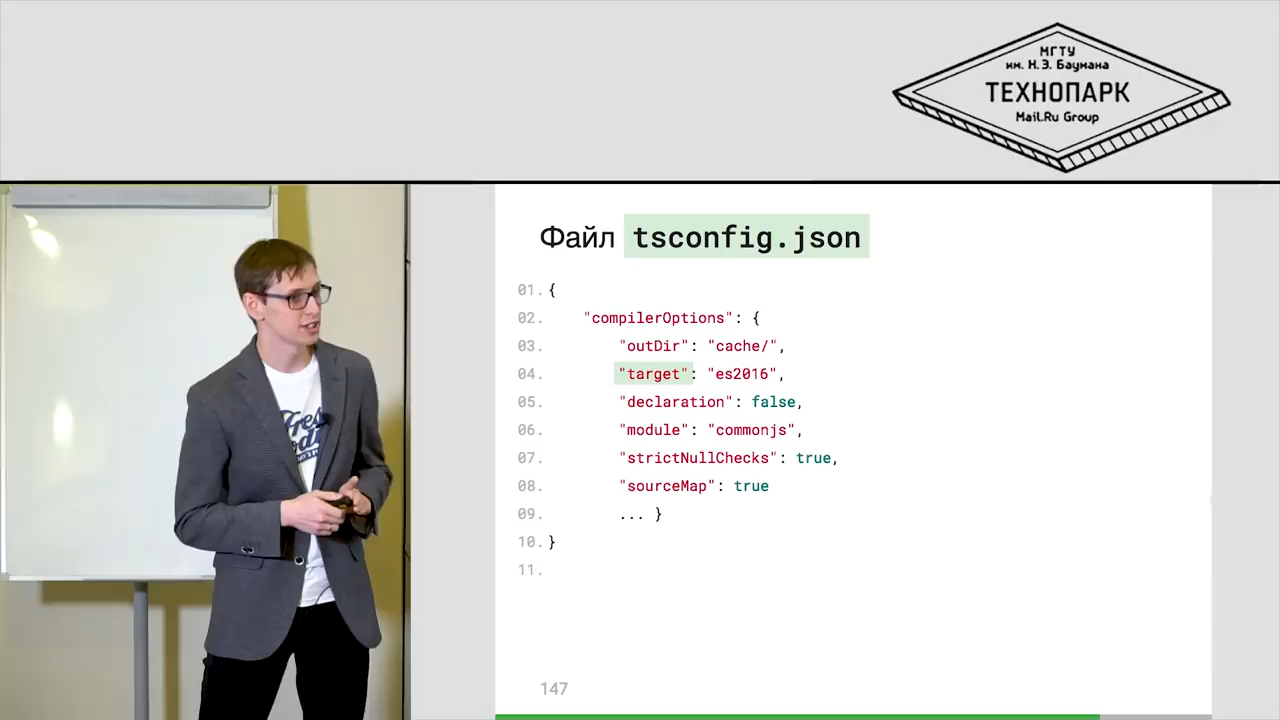 МГТУ
им. Н.Э. Баумана
ТЕХНОПАРК
Mail.Ru Group
Файл tsconfig.json
01. {
02. "compilerOptions": {
03. "outDir": "cache/",
04. "target": "es2016",
05. "declaration": false,
06. "module": "commonjs",
07. "strictNullChecks": true,
08. "sourceMap": true
09. ... }
10. }
11.
147